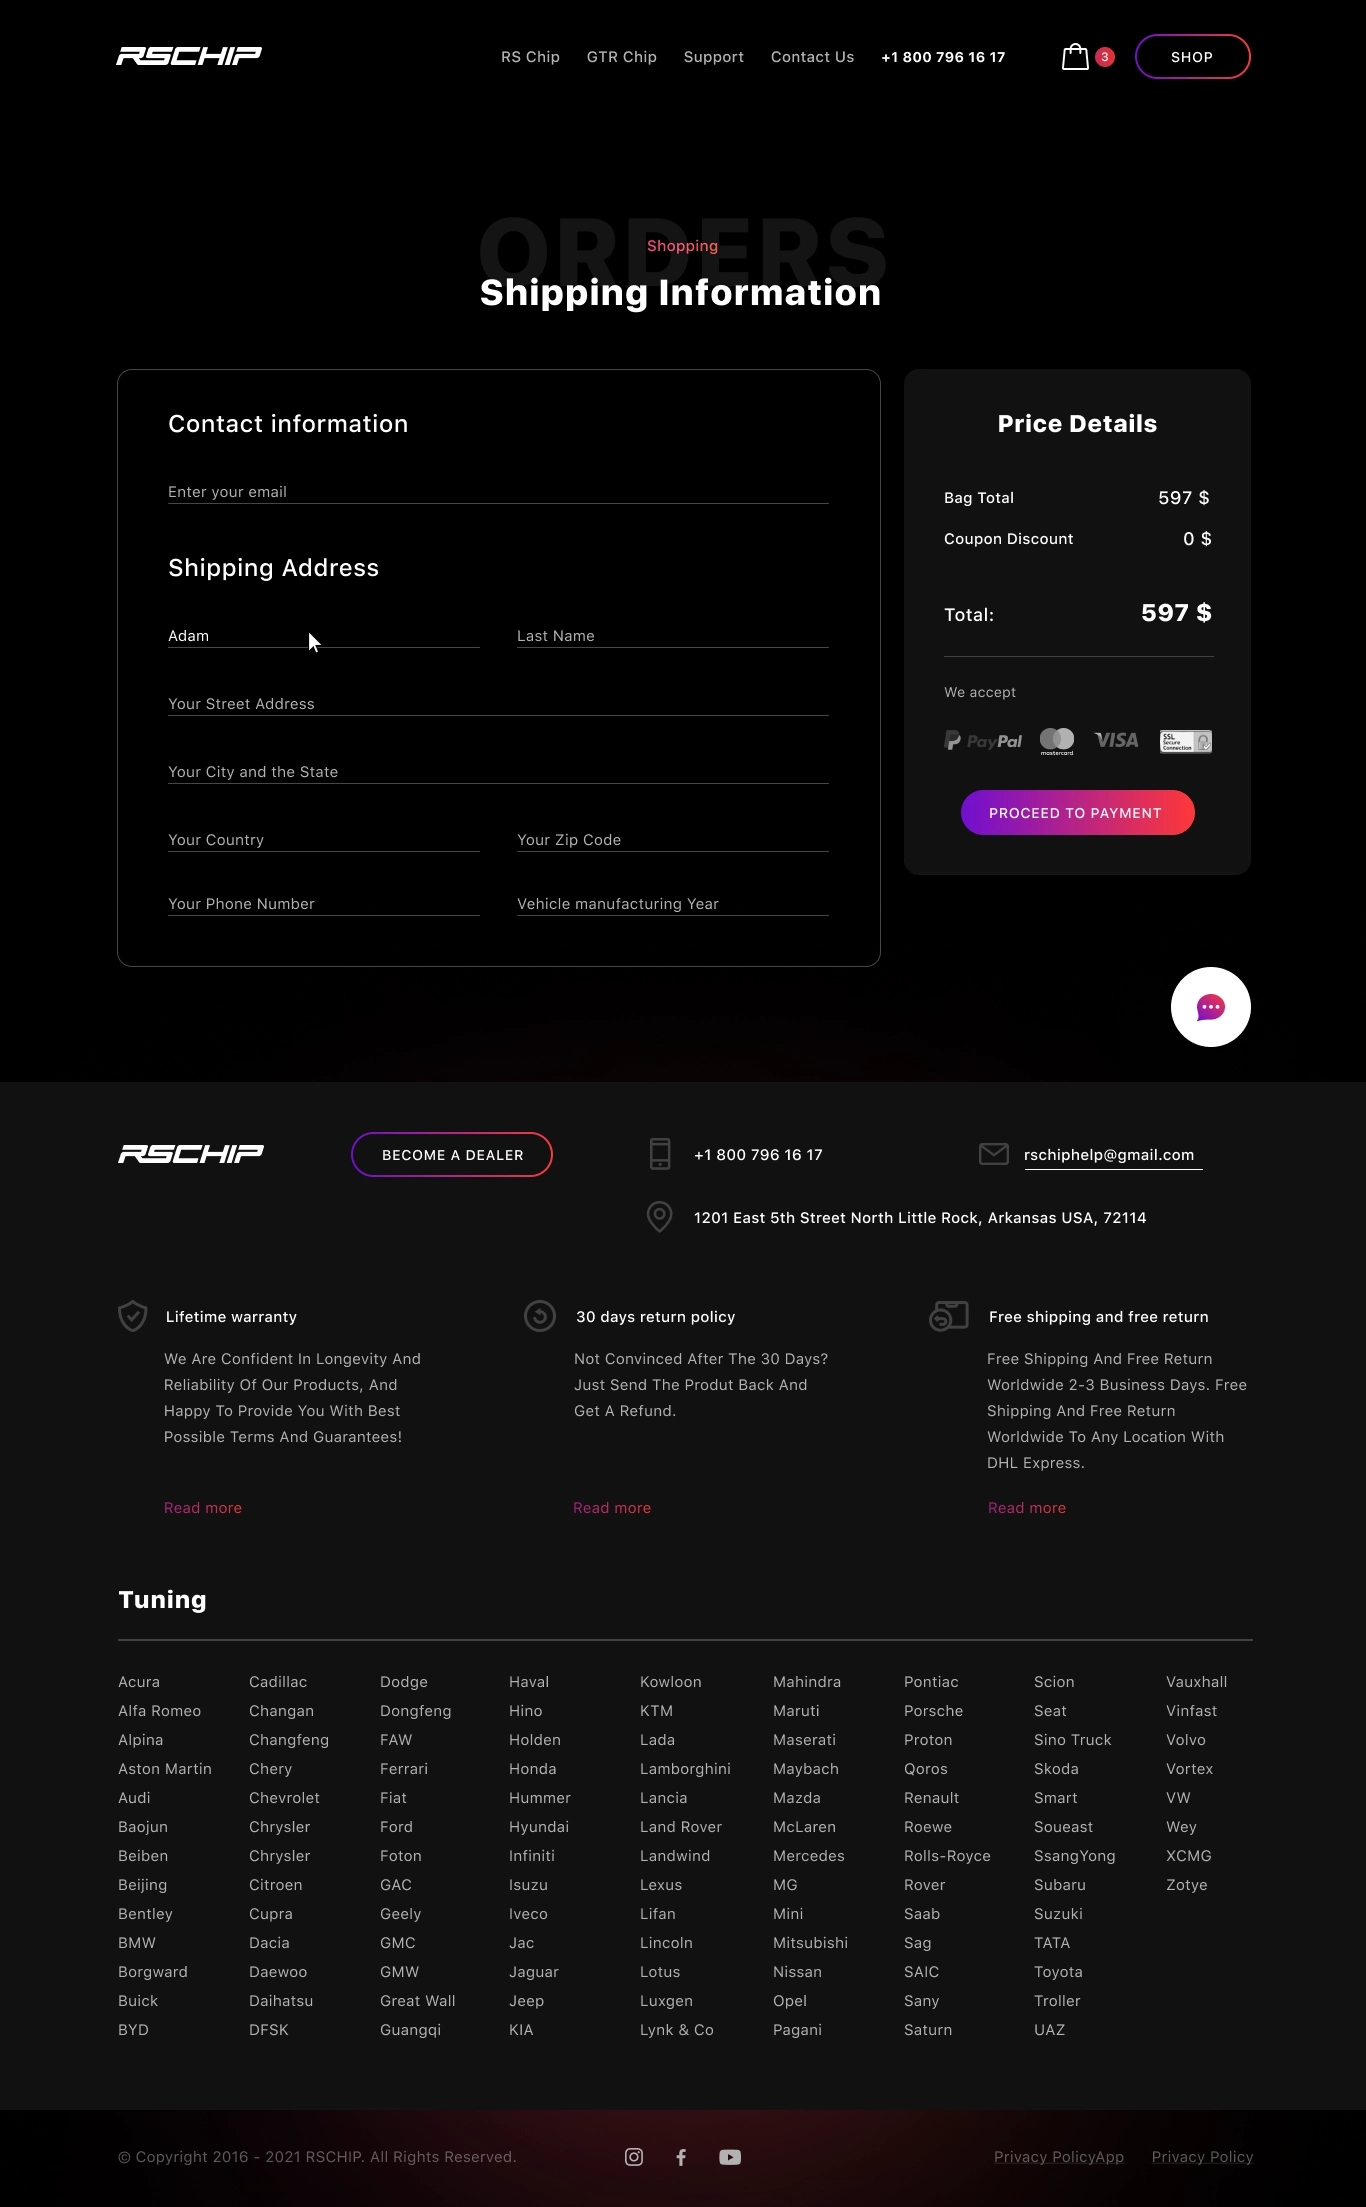 RSCHIP
RS Chip GTR Chip Support Contact Us +1 800 796 16 17 3 SHOP
ORDERS
Shopping
Shipping Information
Contact information
Enter your email
Shipping Address
Adam Last Name
Your Street Address
Your City and the State
Your Country Your Zip Code
Your Phone Number Vehicle manufacturing Year
Price Details
Bag Total 597 $
Coupon Discount 0 $
Total: 597 $
We accept
PayPal mastercard VISA SSL Secure Connection
PROCEED TO PAYMENT
RSCHIP BECOME A DEALER +1 800 796 16 17 rschiphelp@gmail.com
1201 East 5th Street North Little Rock, Arkansas USA, 72114
Lifetime warranty
We Are Confident In Longevity And
Reliability Of Our Products, And
Happy To Provide You With Best
Possible Terms And Guarantees!
Read more
30 days return policy
Not Convinced After The 30 Days?
Just Send The Produt Back And
Get A Refund.
Read more
Free shipping and free return
Free Shipping And Free Return
Worldwide 2-3 Business Days. Free
Shipping And Free Return
Worldwide To Any Location With
DHL Express.
Read more
Tuning
Acura Cadillac Dodge Haval Kowloon Mahindra Pontiac Scion Vauxhall
Alfa Romeo Changan Dongfeng Hino KTM Maruti Porsche Seat Vinfast
Alpina Changfeng FAW Holden Lada Maserati Proton Sino Truck Volvo
Aston Martin Chery Ferrari Honda Lamborghini Maybach Qoros Skoda Vortex
Audi Chevrolet Fiat Hummer Lancia Mazda Renault Smart VW
Baojun Chrysler Ford Hyundai Land Rover McLaren Roewe Soueast Wey
Beiben Chrysler Foton Infiniti Landwind Mercedes Rolls-Royce SsangYong XCMG
Beijing Citroen GAC Isuzu Lexus MG Rover Subaru Zotye
Bentley Cupra Geely Iveco Lifan Mini Saab Suzuki
BMW Dacia GMC Jac Lincoln Mitsubishi Sag TATA
Borgward Daewoo GMW Jaguar Lotus Nissan SAIC Toyota
Buick Daihatsu Great Wall Jeep Luxgen Opel Sany Troller
BYD DFSK Guangqi KIA Lynk & Co Pagani Saturn UAZ
© Copyright 2016 - 2021 RSCHIP. All Rights Reserved. Privacy PolicyApp Privacy Policy